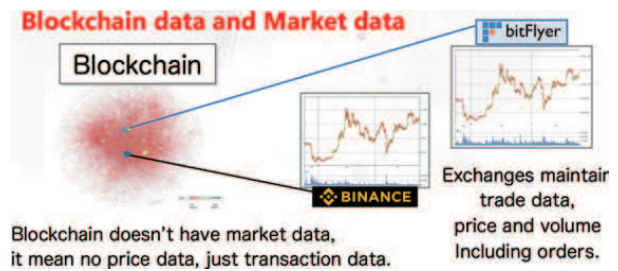 Blockchain data and Market data
bitFlyer
Blockchain
BINANCE
Exchanges maintain
trade data,
price and volume
Including orders.
Blockchain doesn't have market data,
it mean no price data, just transaction data.